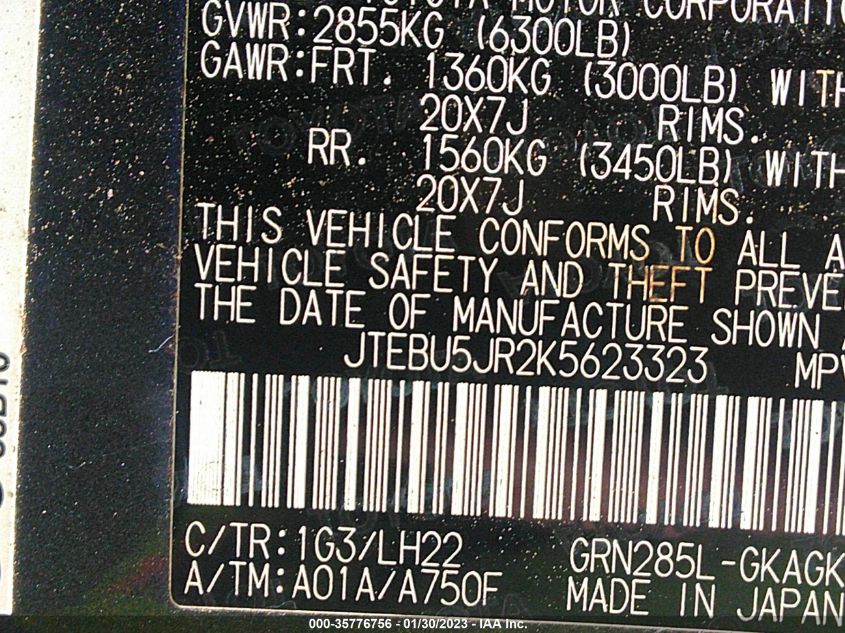 MOTOR CORPORATIO
GVWR:2855KG (6300LB)
GAWR:FRT. 1360KG (3000LB) WITH
20X7J RIMS.
RR. 1560KG (3450LB) WITH
20X7J RIMS.
THIS VEHICLE CONFORMS TO ALL A
VEHICLE SAFETY AND THEFT PREVE
THE DATE OF MANUFACTURE SHOWN A
JTEBU5JR2K5623323 MPV
C/TR:1G3/LH22 GRN285L-GKAGK
A/TM:A01A/A750F MADE IN JAPAN
000-35776756 - 01/30/2023 - IAA Inc.